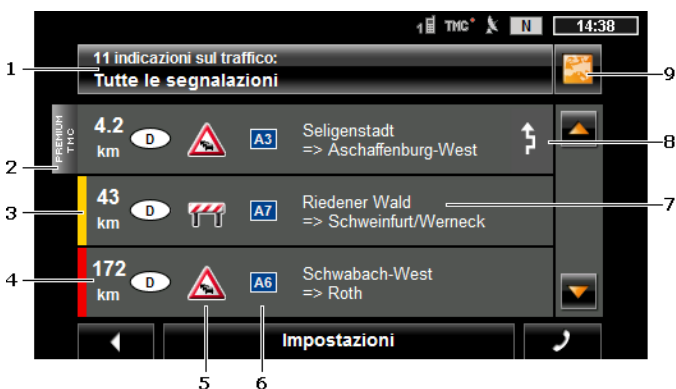 1 TMC N 14:38
11 indicazioni sul traffico:
Tutte le segnalazioni
1
9
PREMIUM
TMC
4.2
km
D
A3
Seligenstadt
=> Aschaffenburg-West
8
2
43
km
D
A7
Riedener Wald
=> Schweinfurt/Werneck
7
3
172
km
D
A6
Schwabach-West
=> Roth
4
Impostazioni
5
6